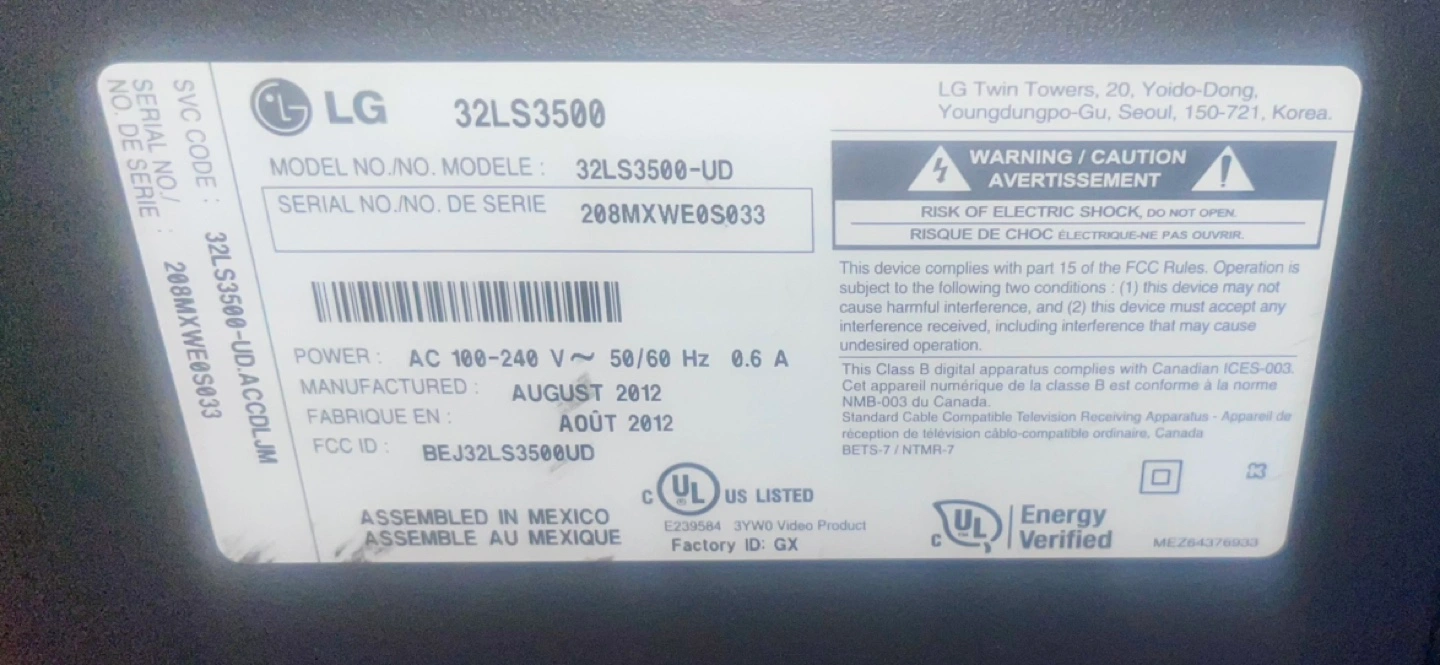 SVC CODE : 32LS3500-UD.ACCDLJM
SERIAL NO./
NO. DE SERIE : 208MXWE0S033
LG 32LS3500
MODEL NO./NO. MODELE : 32LS3500-UD
SERIAL NO./NO. DE SERIE 208MXWE0S033
POWER : AC 100-240 V~ 50/60 Hz 0.6 A
MANUFACTURED : AUGUST 2012
FABRIQUE EN : AOÛT 2012
FCC ID : BEJ32LS3500UD
ASSEMBLED IN MEXICO
ASSEMBLE AU MEXIQUE
C UL US LISTED
E239584 3YW0 Video Product
Factory ID: GX
LG Twin Towers, 20, Yoido-Dong,
Youngdungpo-Gu, Seoul, 150-721, Korea.
WARNING / CAUTION
AVERTISSEMENT
RISK OF ELECTRIC SHOCK, DO NOT OPEN.
RISQUE DE CHOC ÉLECTRIQUE-NE PAS OUVRIR.
This device complies with part 15 of the FCC Rules. Operation is
subject to the following two conditions : (1) this device may not
cause harmful interference, and (2) this device must accept any
interference received, including interference that may cause
undesired operation.
This Class B digital apparatus complies with Canadian ICES-003.
Cet appareil numérique de la classe B est conforme à la norme
NMB-003 du Canada.
Standard Cable Compatible Television Receiving Apparatus - Appareil de
réception de télévision câblo-compatible ordinaire, Canada
BETS-7 / NTMR-7
C UL Energy
Verified
MEZ64376933